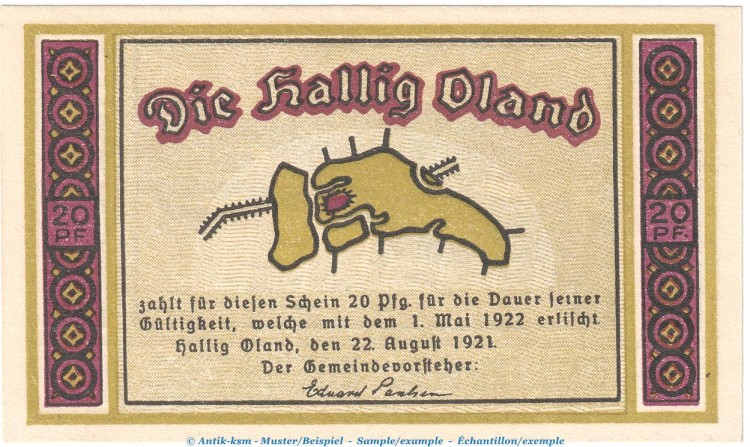 Die Hallig Oland
20 PF. 20 PF.
zahlt für diesen Schein 20 Pfg. für die Dauer seiner
Gültigkeit, welche mit dem 1. Mai 1922 erlischt.
Hallig Oland, den 22. August 1921.
Der Gemeindevorsteher:
Eduard Paulsen
© Antik-ksm - Muster/Beispiel - Sample/example - Échantillon/exemple